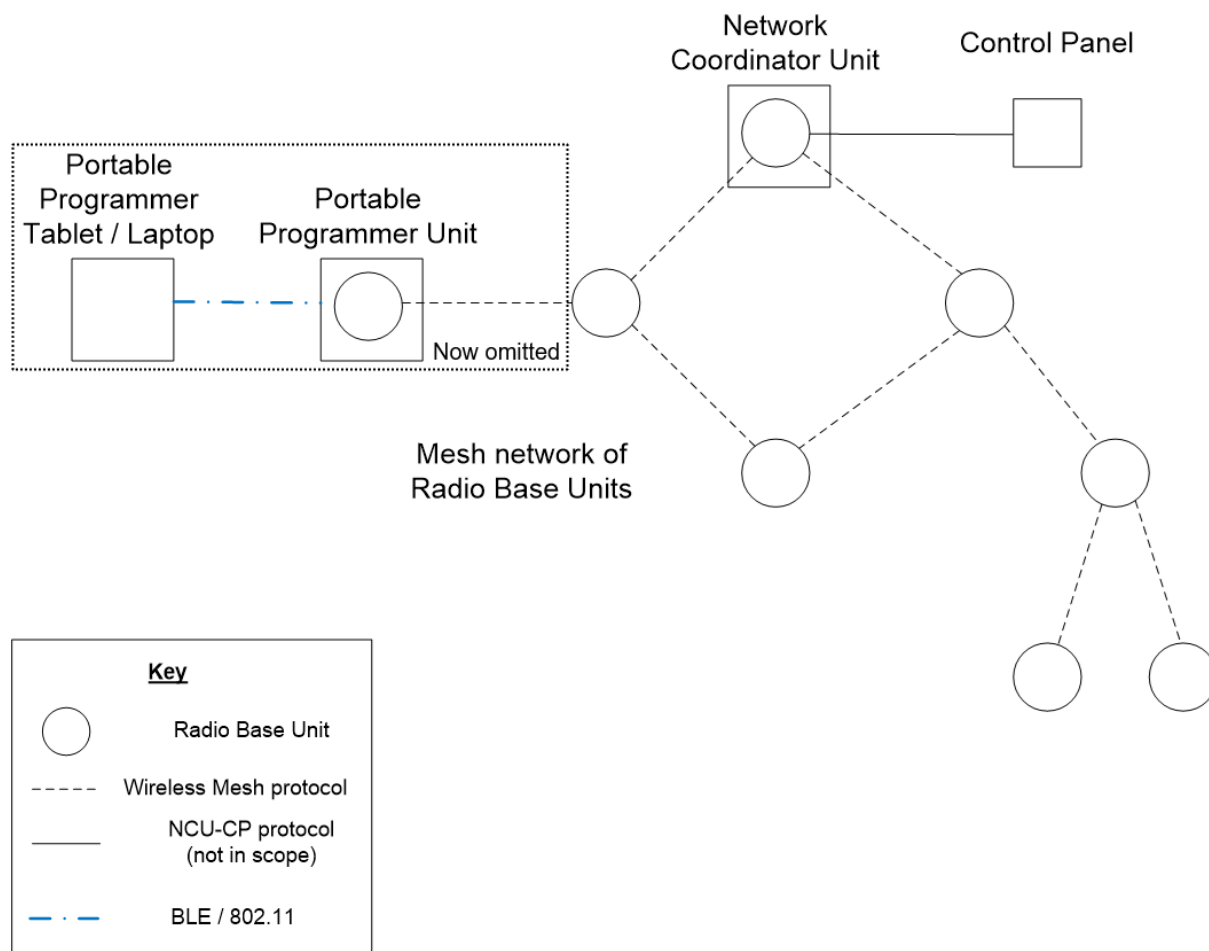 Network
Coordinator Unit
Control Panel
Portable
Programmer
Tablet / Laptop
Portable
Programmer Unit
Now omitted
Mesh network of
Radio Base Units
Key
Radio Base Unit
Wireless Mesh protocol
NCU-CP protocol
(not in scope)
BLE / 802.11